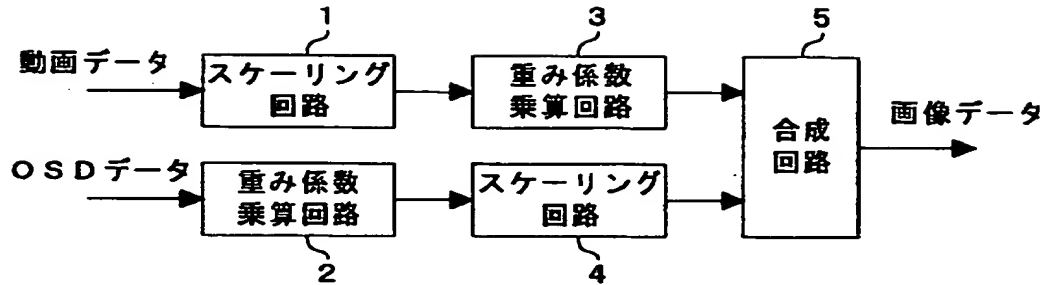 1
3
5
動画データ
スケーリング
回路
重み係数
乗算回路
合成
回路
画像データ
OSDデータ
重み係数
乗算回路
スケーリング
回路
2
4